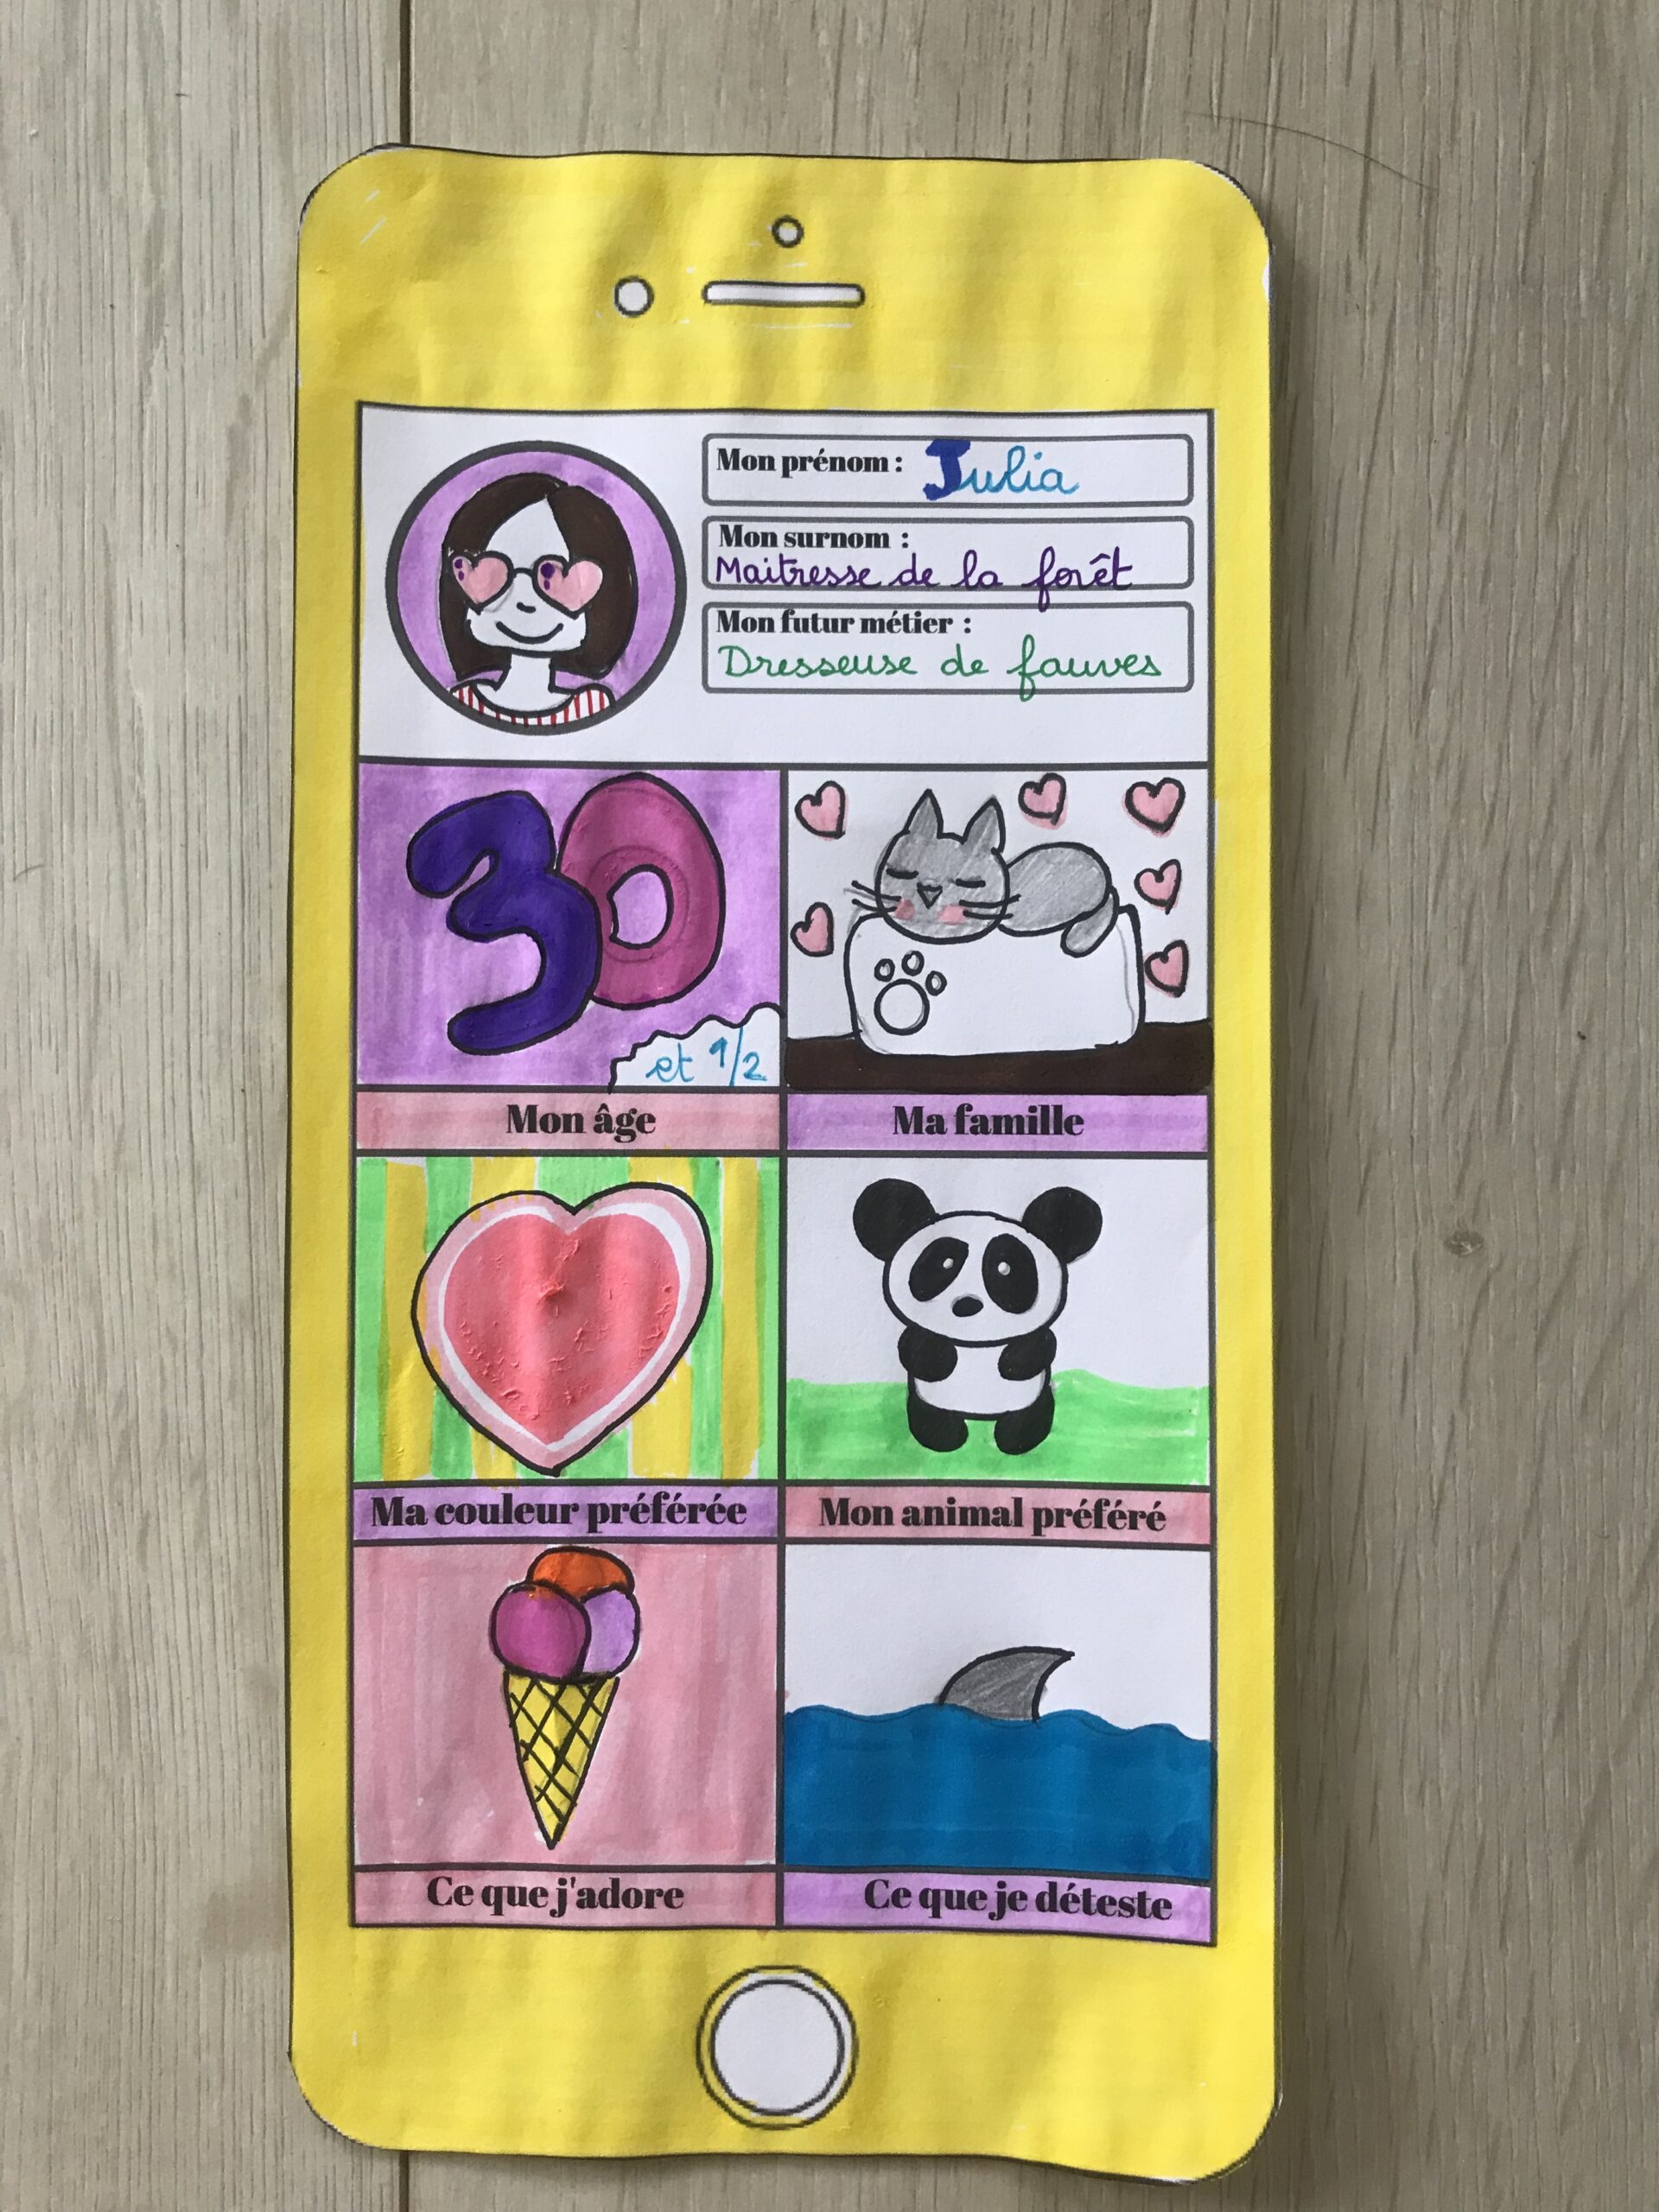 Mon prénom : Julia
Mon surnom :
Maitresse de la forêt
Mon futur métier :
Dresseuse de fauves
30
et 1/2
Mon âge
Ma famille
Ma couleur préférée
Mon animal préféré
Ce que j'adore
Ce que je déteste